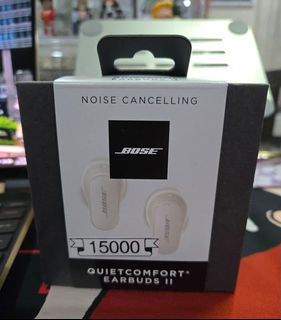 NOISE CANCELLING
BOSE
15000
QUIETCOMFORT®
EARBUDS II